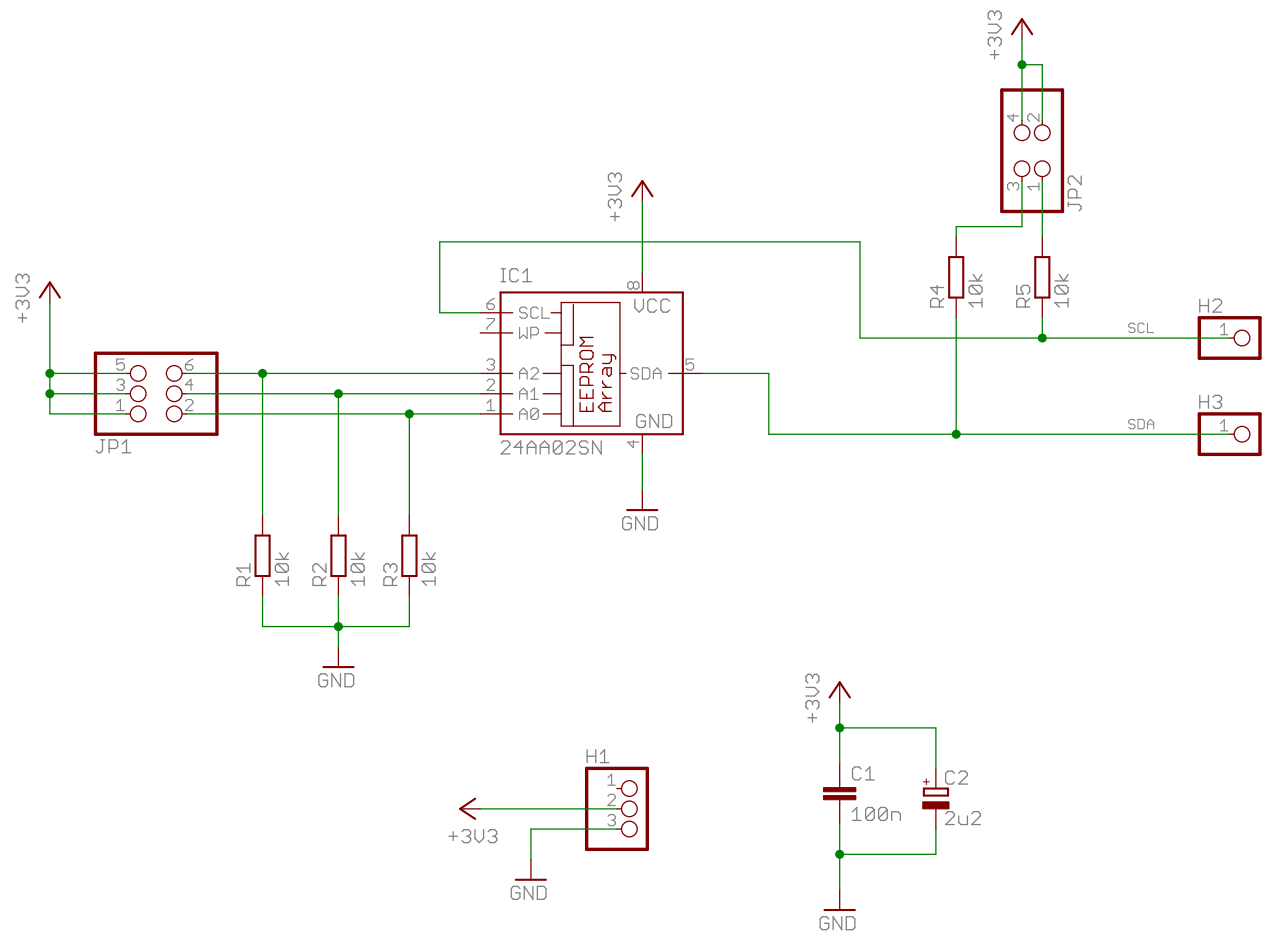 +3V3
4
2
3
1
JP2
+3V3
IC1
8
VCC
6
SCL
7
WP
3
A2
2
A1
1
A0
EEPROM
Array
SDA
5
GND
4
24AA02SN
GND
R4
10k
R5
10k
SCL
H2
1
SDA
H3
1
+3V3
5
6
3
4
1
2
JP1
R1
10k
R2
10k
R3
10k
GND
H1
1
2
3
+3V3
GND
+3V3
C1
100n
+
C2
2u2
GND